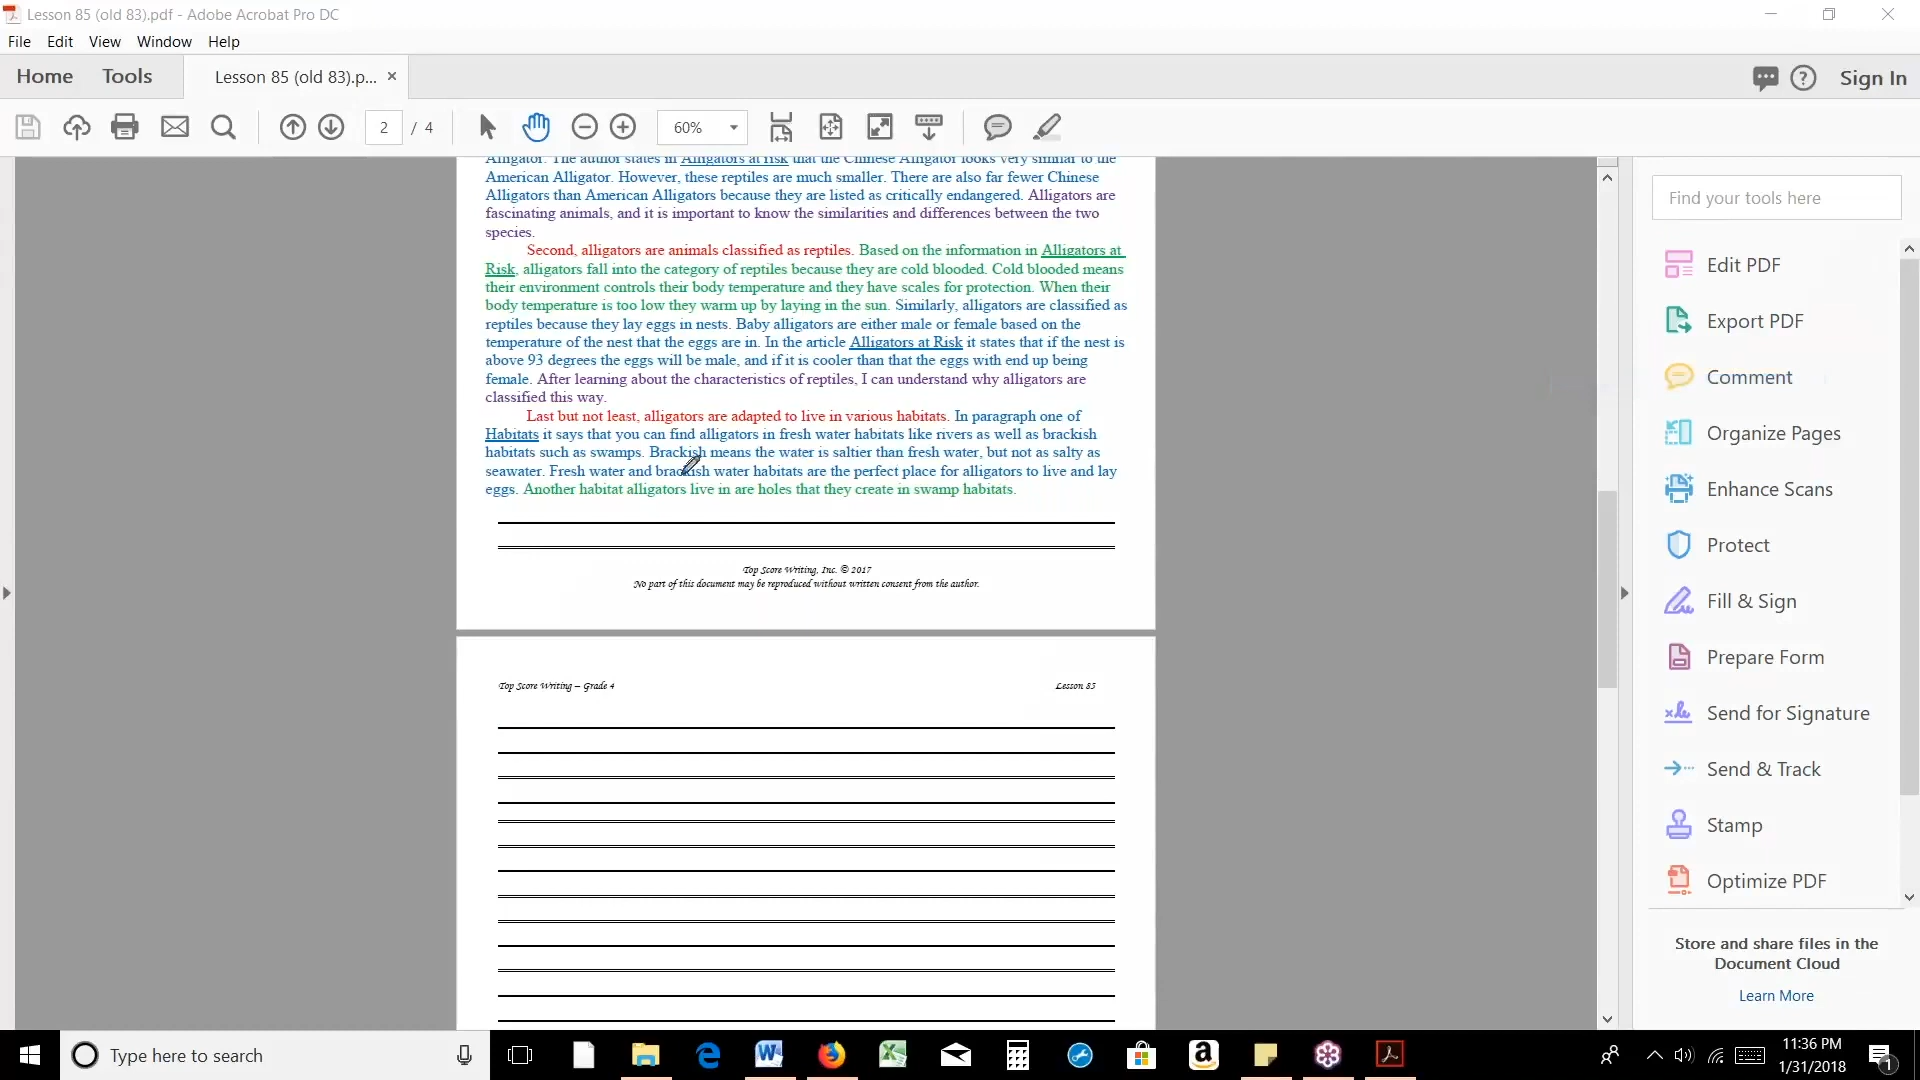 Lesson 85 (old 83).pdf - Adobe Acrobat Pro DC
File Edit View Window Help
Home Tools Lesson 85 (old 83).p... × Sign In
2 / 4 60%
Alligator. The author states in Alligators at risk that the Chinese Alligator looks very similar to the
American Alligator. However, these reptiles are much smaller. There are also far fewer Chinese
Alligators than American Alligators because they are listed as critically endangered. Alligators are
fascinating animals, and it is important to know the similarities and differences between the two
species.
Second, alligators are animals classified as reptiles. Based on the information in Alligators at
Risk, alligators fall into the category of reptiles because they are cold blooded. Cold blooded means
their environment controls their body temperature and they have scales for protection. When their
body temperature is too low they warm up by laying in the sun. Similarly, alligators are classified as
reptiles because they lay eggs in nests. Baby alligators are either male or female based on the
temperature of the nest that the eggs are in. In the article Alligators at Risk it states that if the nest is
above 93 degrees the eggs will be male, and if it is cooler than that the eggs with end up being
female. After learning about the characteristics of reptiles, I can understand why alligators are
classified this way.
Last but not least, alligators are adapted to live in various habitats. In paragraph one of
Habitats it says that you can find alligators in fresh water habitats like rivers as well as brackish
habitats such as swamps. Brackish means the water is saltier than fresh water, but not as salty as
seawater. Fresh water and brackish water habitats are the perfect place for alligators to live and lay
eggs. Another habitat alligators live in are holes that they create in swamp habitats.
Top Score Writing, Inc. © 2017
No part of this document may be reproduced without written consent from the author.
Top Score Writing – Grade 4 Lesson 85
Find your tools here
Edit PDF
Export PDF
Comment
Organize Pages
Enhance Scans
Protect
Fill & Sign
Prepare Form
Send for Signature
Send & Track
Stamp
Optimize PDF
Store and share files in the
Document Cloud
Learn More
Type here to search
11:36 PM
1/31/2018
1